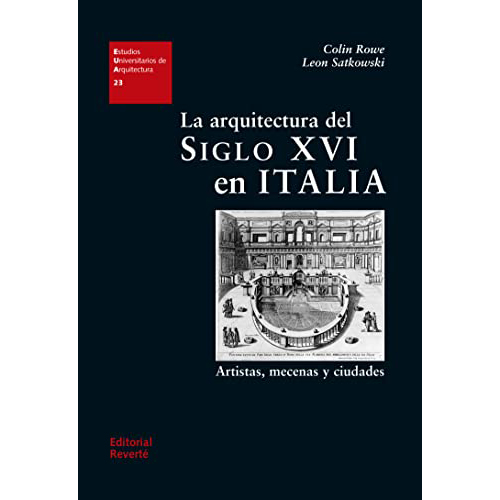 Estudios
Universitarios de
Arquitectura
23
Colin Rowe
Leon Satkowski
La arquitectura del
SIGLO XVI
en ITALIA
Artistas, mecenas y ciudades
Editorial
Reverté